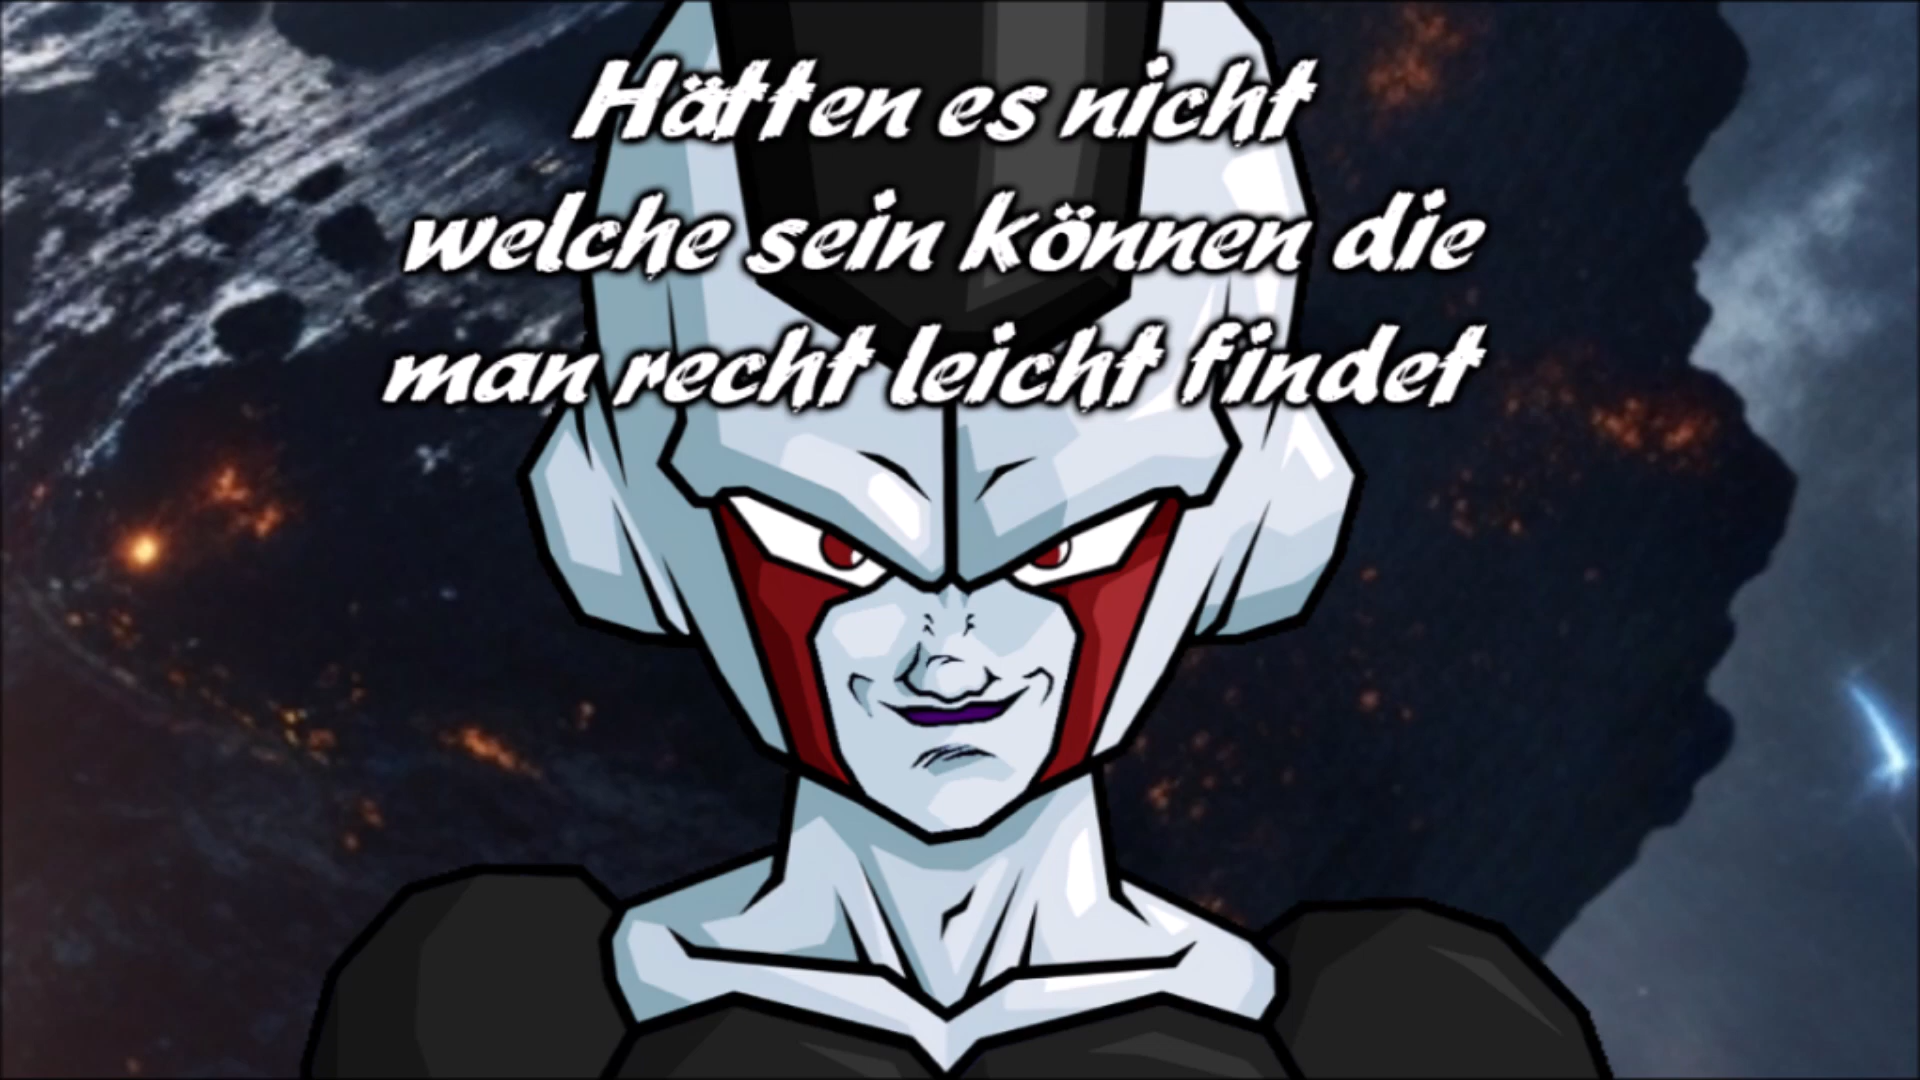 Hätten es nicht
welche sein können die
man recht leicht findet